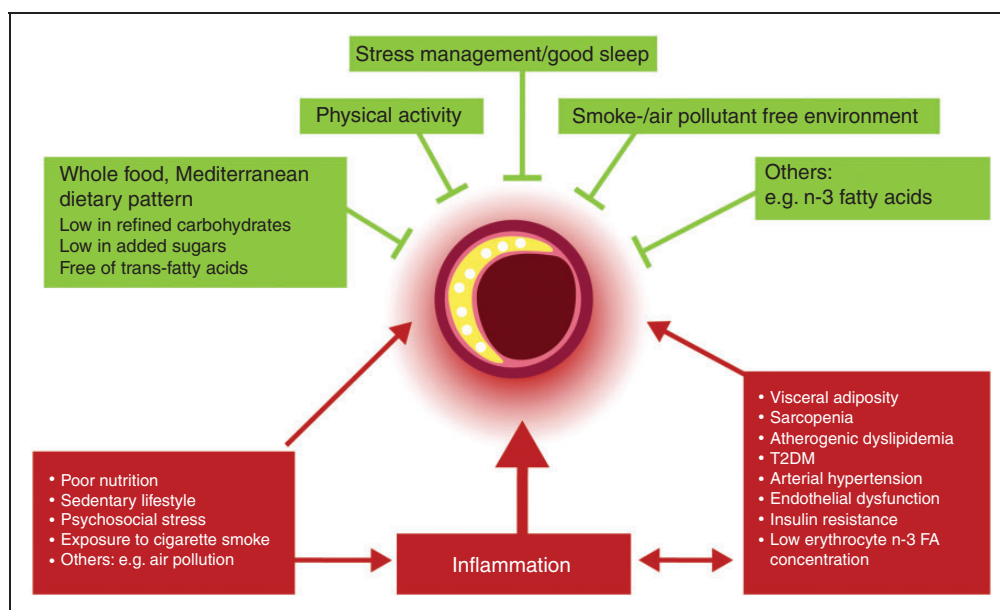 Stress management/good sleep
Physical activity
Smoke-/air pollutant free environment
Whole food, Mediterranean
dietary pattern
Low in refined carbohydrates
Low in added sugars
Free of trans-fatty acids
Others:
e.g. n-3 fatty acids
• Poor nutrition
• Sedentary lifestyle
• Psychosocial stress
• Exposure to cigarette smoke
• Others: e.g. air pollution
Inflammation
• Visceral adiposity
• Sarcopenia
• Atherogenic dyslipidemia
• T2DM
• Arterial hypertension
• Endothelial dysfunction
• Insulin resistance
• Low erythrocyte n-3 FA
concentration